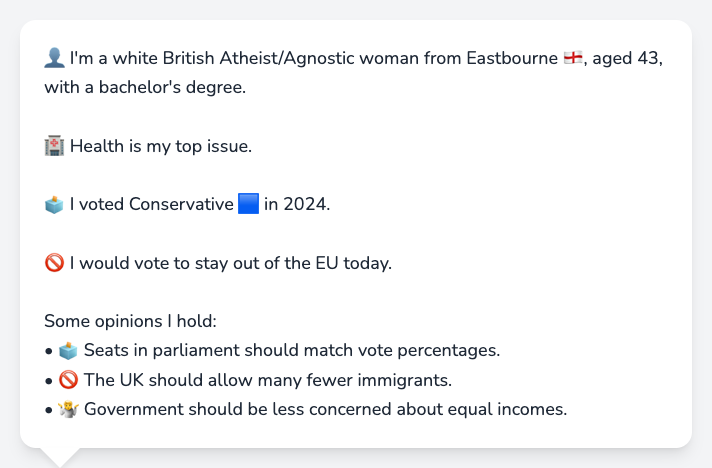 👤 I'm a white British Atheist/Agnostic woman from Eastbourne 🏴󠁧󠁢󠁥󠁮󠁧󠁿, aged 43,
with a bachelor's degree.
🏥 Health is my top issue.
🗳️ I voted Conservative 🟦 in 2024.
🚫 I would vote to stay out of the EU today.
Some opinions I hold:
• 🗳️ Seats in parliament should match vote percentages.
• 🚫 The UK should allow many fewer immigrants.
• 🤷 Government should be less concerned about equal incomes.